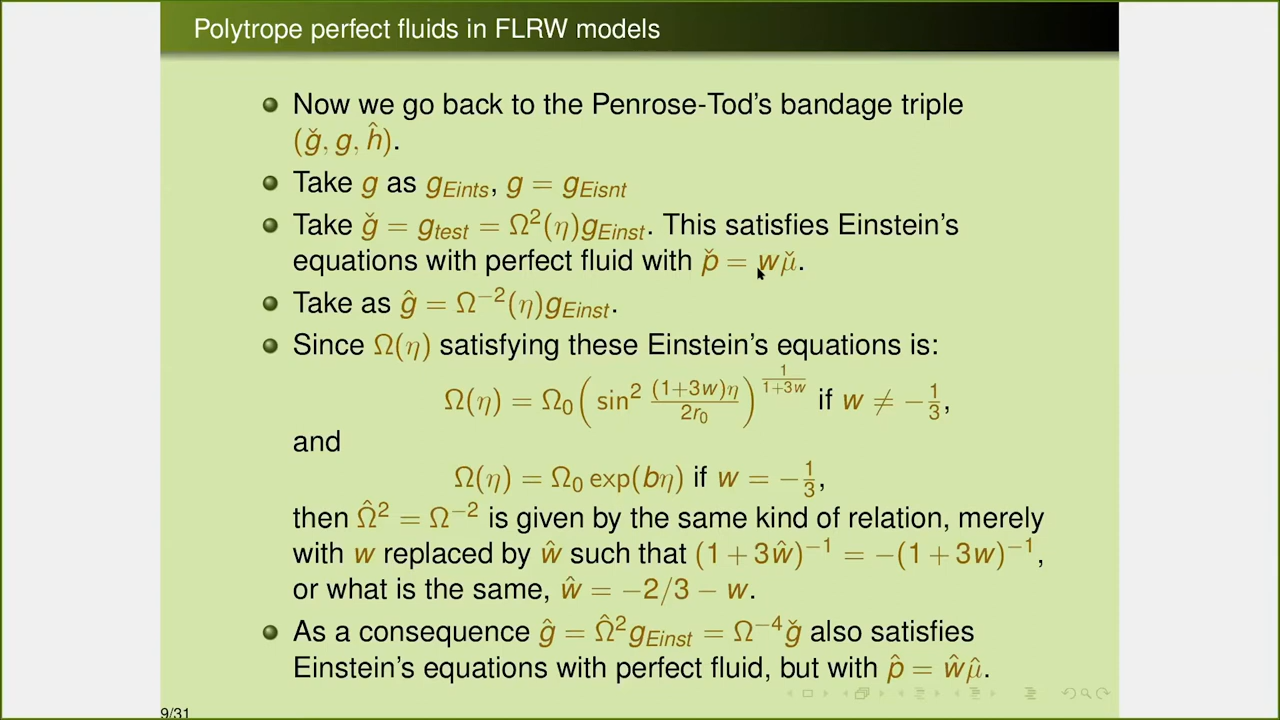 Polytrope perfect fluids in FLRW models
Now we go back to the Penrose-Tod's bandage triple
(ǧ, g, ĥ).
Take g as g_Eints, g = g_Eisnt
Take ǧ = g_test = Ω²(η)g_Einst. This satisfies Einstein's
equations with perfect fluid with p̌ = wμ̌.
Take as ĝ = Ω⁻²(η)g_Einst.
Since Ω(η) satisfying these Einstein's equations is:
Ω(η) = Ω₀(sin² (1+3w)η/2r₀)^(1/(1+3w)) if w ≠ −1/3,
and
Ω(η) = Ω₀ exp(bη) if w = −1/3,
then Ω̂² = Ω⁻² is given by the same kind of relation, merely
with w replaced by ŵ such that (1 + 3ŵ)⁻¹ = −(1 + 3w)⁻¹,
or what is the same, ŵ = −2/3 − w.
As a consequence ĝ = Ω̂²g_Einst = Ω⁻⁴ǧ also satisfies
Einstein's equations with perfect fluid, but with p̂ = ŵμ̂.
9/31